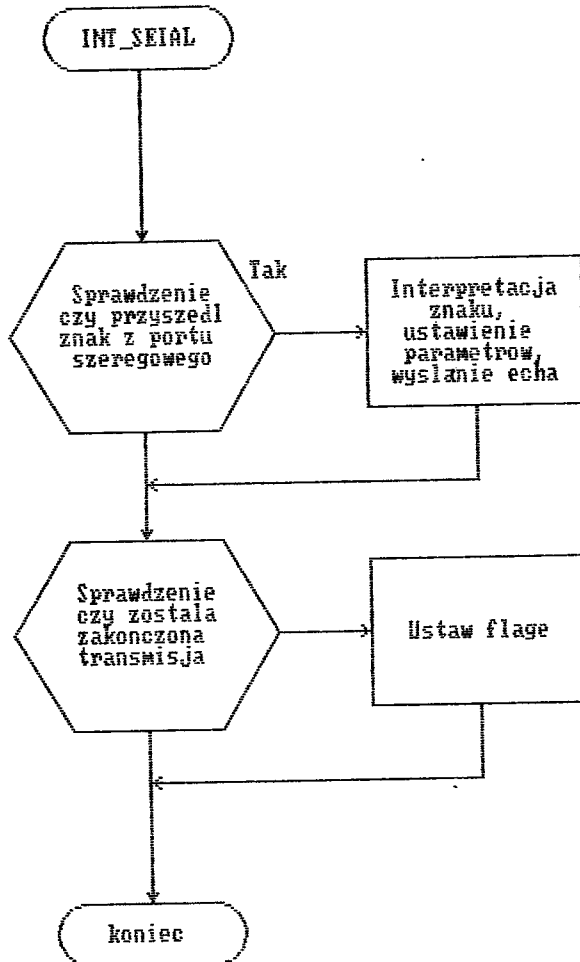 INT_SEIAL
Tak
Sprawdzenie
czy przyszedl
znak z portu
szeregowego
Interpretacja
znaku,
ustawienie
parametrow,
wyslanie echa
Sprawdzenie
czy zostala
zakonczona
transmisja
Ustaw flage
koniec